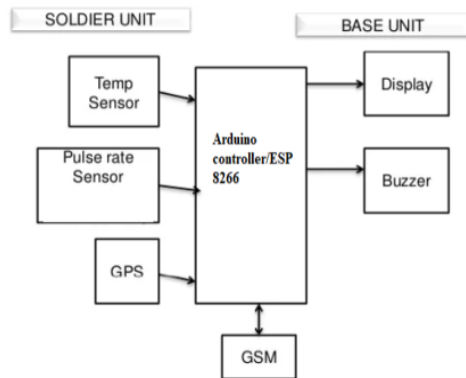 SOLDIER UNIT
BASE UNIT
Temp
Sensor
Pulse rate
Sensor
GPS
Arduino
controller/ESP
8266
Display
Buzzer
GSM